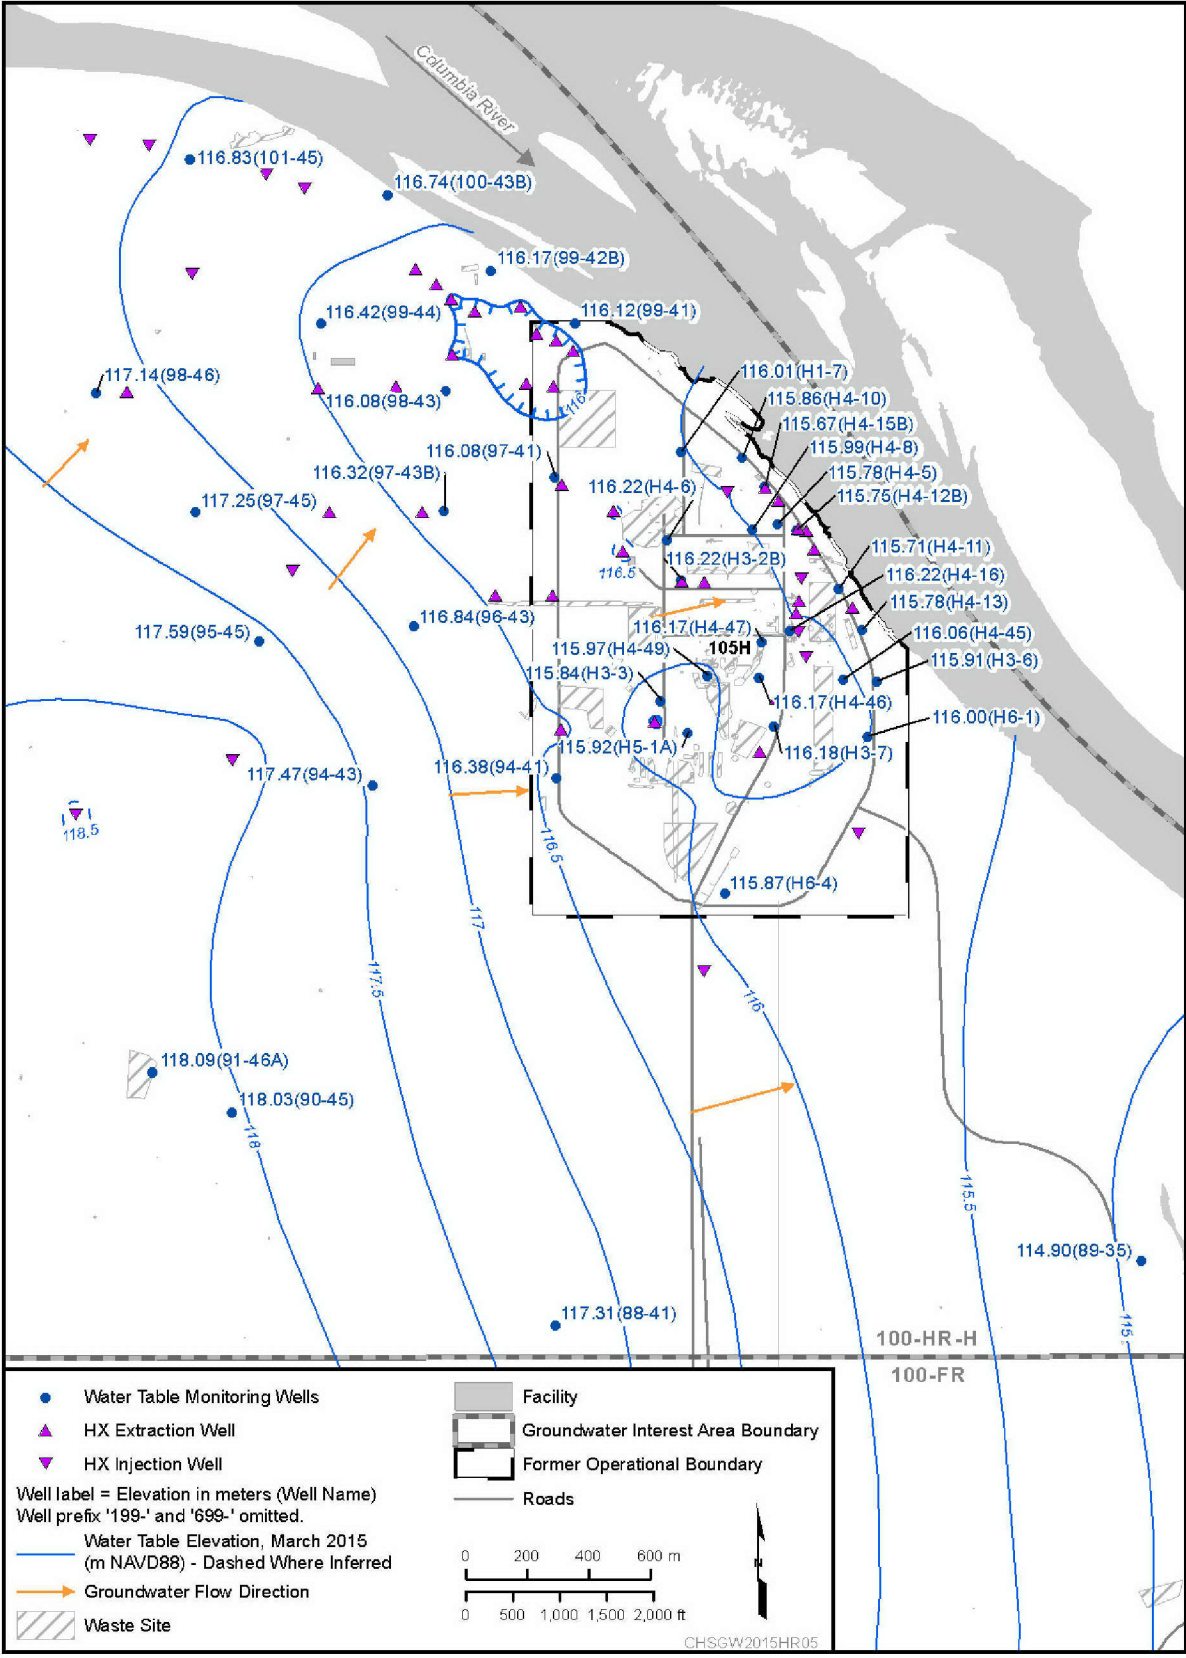 Columbia River
116.83(101-45)
116.74(100-43B)
116.17(99-42B)
116.42(99-44)
116.12(99-41)
117.14(98-46)
116.08(98-43)
116
116.01(H1-7)
115.86(H4-10)
115.67(H4-15B)
115.99(H4-8)
115.78(H4-5)
115.75(H4-12B)
116.08(97-41)
116.32(97-43B)
116.22(H4-6)
117.25(97-45)
116.22(H3-2B)
116.5
115.71(H4-11)
116.22(H4-16)
115.78(H4-13)
116.84(96-43)
116.17(H4-47)
117.59(95-45)
105H
116.06(H4-45)
115.97(H4-49)
115.91(H3-6)
115.84(H3-3)
116.17(H4-46)
116.00(H6-1)
115.92(H5-1A)
116.18(H3-7)
116.38(94-41)
117.47(94-43)
118.5
116.5
115.87(H6-4)
117
117.5
116
118.09(91-46A)
118.03(90-45)
118
115.5
114.90(89-35)
117.31(88-41)
115
100-HR-H
100-FR
Water Table Monitoring Wells
HX Extraction Well
HX Injection Well
Well label = Elevation in meters (Well Name)
Well prefix '199-' and '699-' omitted.
Water Table Elevation, March 2015
(m NAVD88) - Dashed Where Inferred
Groundwater Flow Direction
Waste Site
Facility
Groundwater Interest Area Boundary
Former Operational Boundary
Roads
0 200 400 600 m
0 500 1,000 1,500 2,000 ft
N
CHSGW2015HR05